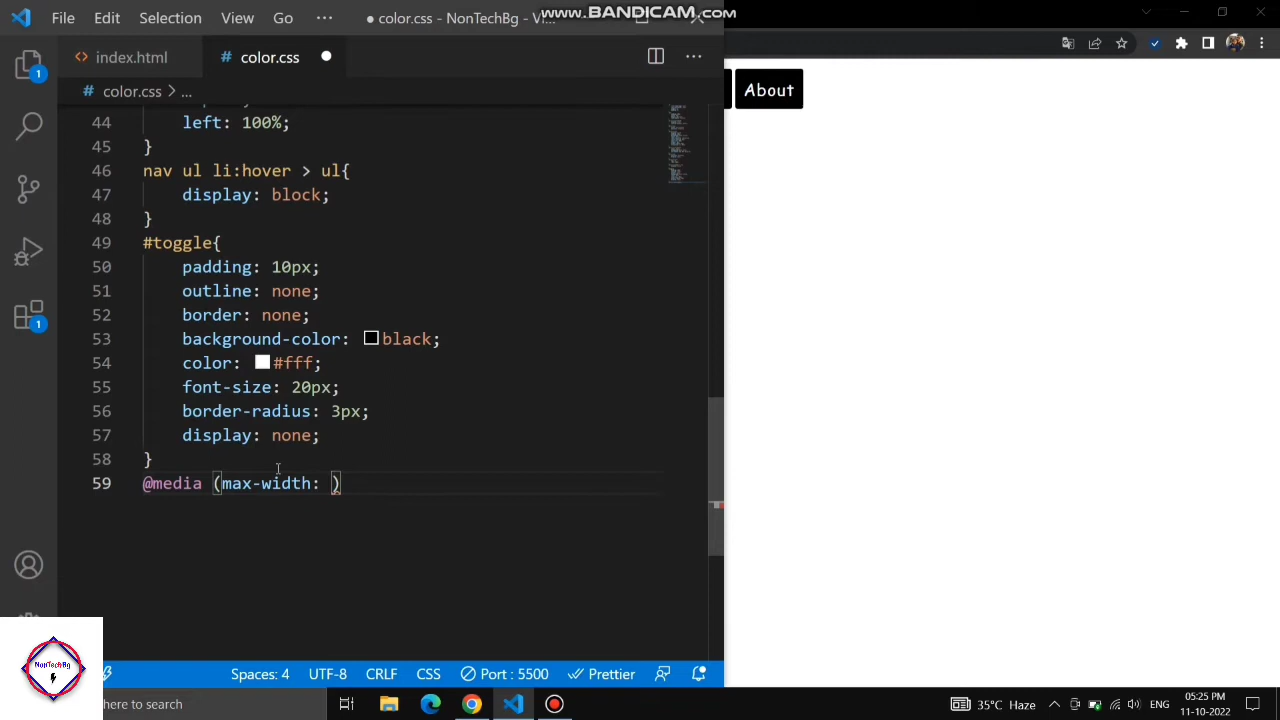 www.BANDICAM.com
File Edit Selection View Go ··· ● color.css - NonTechBg - V...
index.html
# color.css ●
# color.css > ...
1
1
44 left: 100%;
45 }
46 nav ul li:hover > ul{
47 display: block;
48 }
49 #toggle{
50 padding: 10px;
51 outline: none;
52 border: none;
53 background-color: black;
54 color: #fff;
55 font-size: 20px;
56 border-radius: 3px;
57 display: none;
58 }
59 @media (max-width: )
About
NonTechBg
Spaces: 4 UTF-8 CRLF CSS Port : 5500 Prettier
here to search
35°C Haze
ENG
05:25 PM
11-10-2022